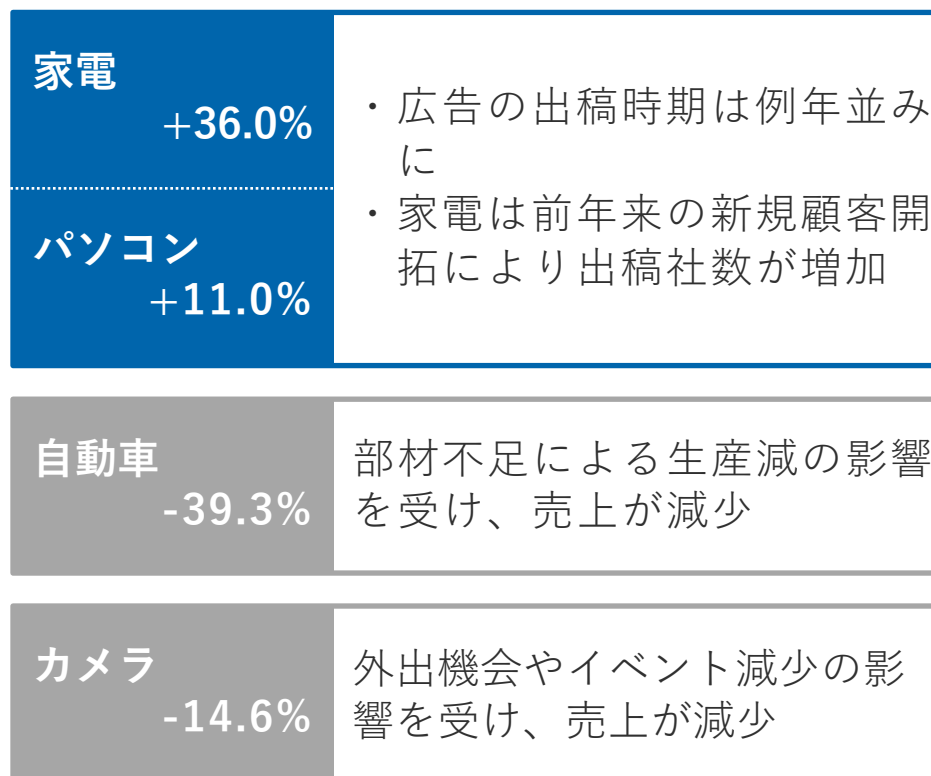 家電
+36.0%
・広告の出稿時期は例年並み
に
・家電は前年来の新規顧客開
拓により出稿社数が増加
パソコン
+11.0%
自動車
-39.3%
部材不足による生産減の影響
を受け、売上が減少
カメラ
-14.6%
外出機会やイベント減少の影
響を受け、売上が減少